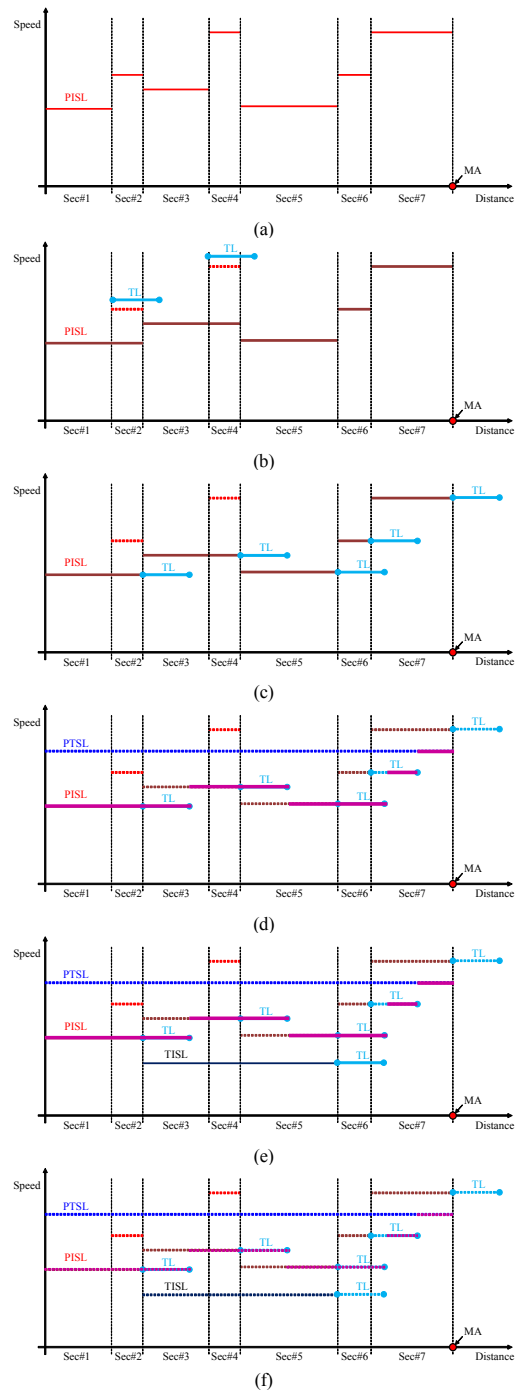 Speed
PISL
MA
Sec#1 Sec#2 Sec#3 Sec#4 Sec#5 Sec#6 Sec#7 Distance
(a)
Speed
TL
TL
PISL
MA
Sec#1 Sec#2 Sec#3 Sec#4 Sec#5 Sec#6 Sec#7 Distance
(b)
Speed
TL
TL
TL
PISL TL TL
MA
Sec#1 Sec#2 Sec#3 Sec#4 Sec#5 Sec#6 Sec#7 Distance
(c)
Speed
TL
PTSL
TL
TL
PISL TL TL
MA
Sec#1 Sec#2 Sec#3 Sec#4 Sec#5 Sec#6 Sec#7 Distance
(d)
Speed
TL
PTSL
TL
TL
PISL TL TL
TISL TL
MA
Sec#1 Sec#2 Sec#3 Sec#4 Sec#5 Sec#6 Sec#7 Distance
(e)
Speed
TL
PTSL
TL
TL
PISL TL TL
TISL TL
MA
Sec#1 Sec#2 Sec#3 Sec#4 Sec#5 Sec#6 Sec#7 Distance
(f)